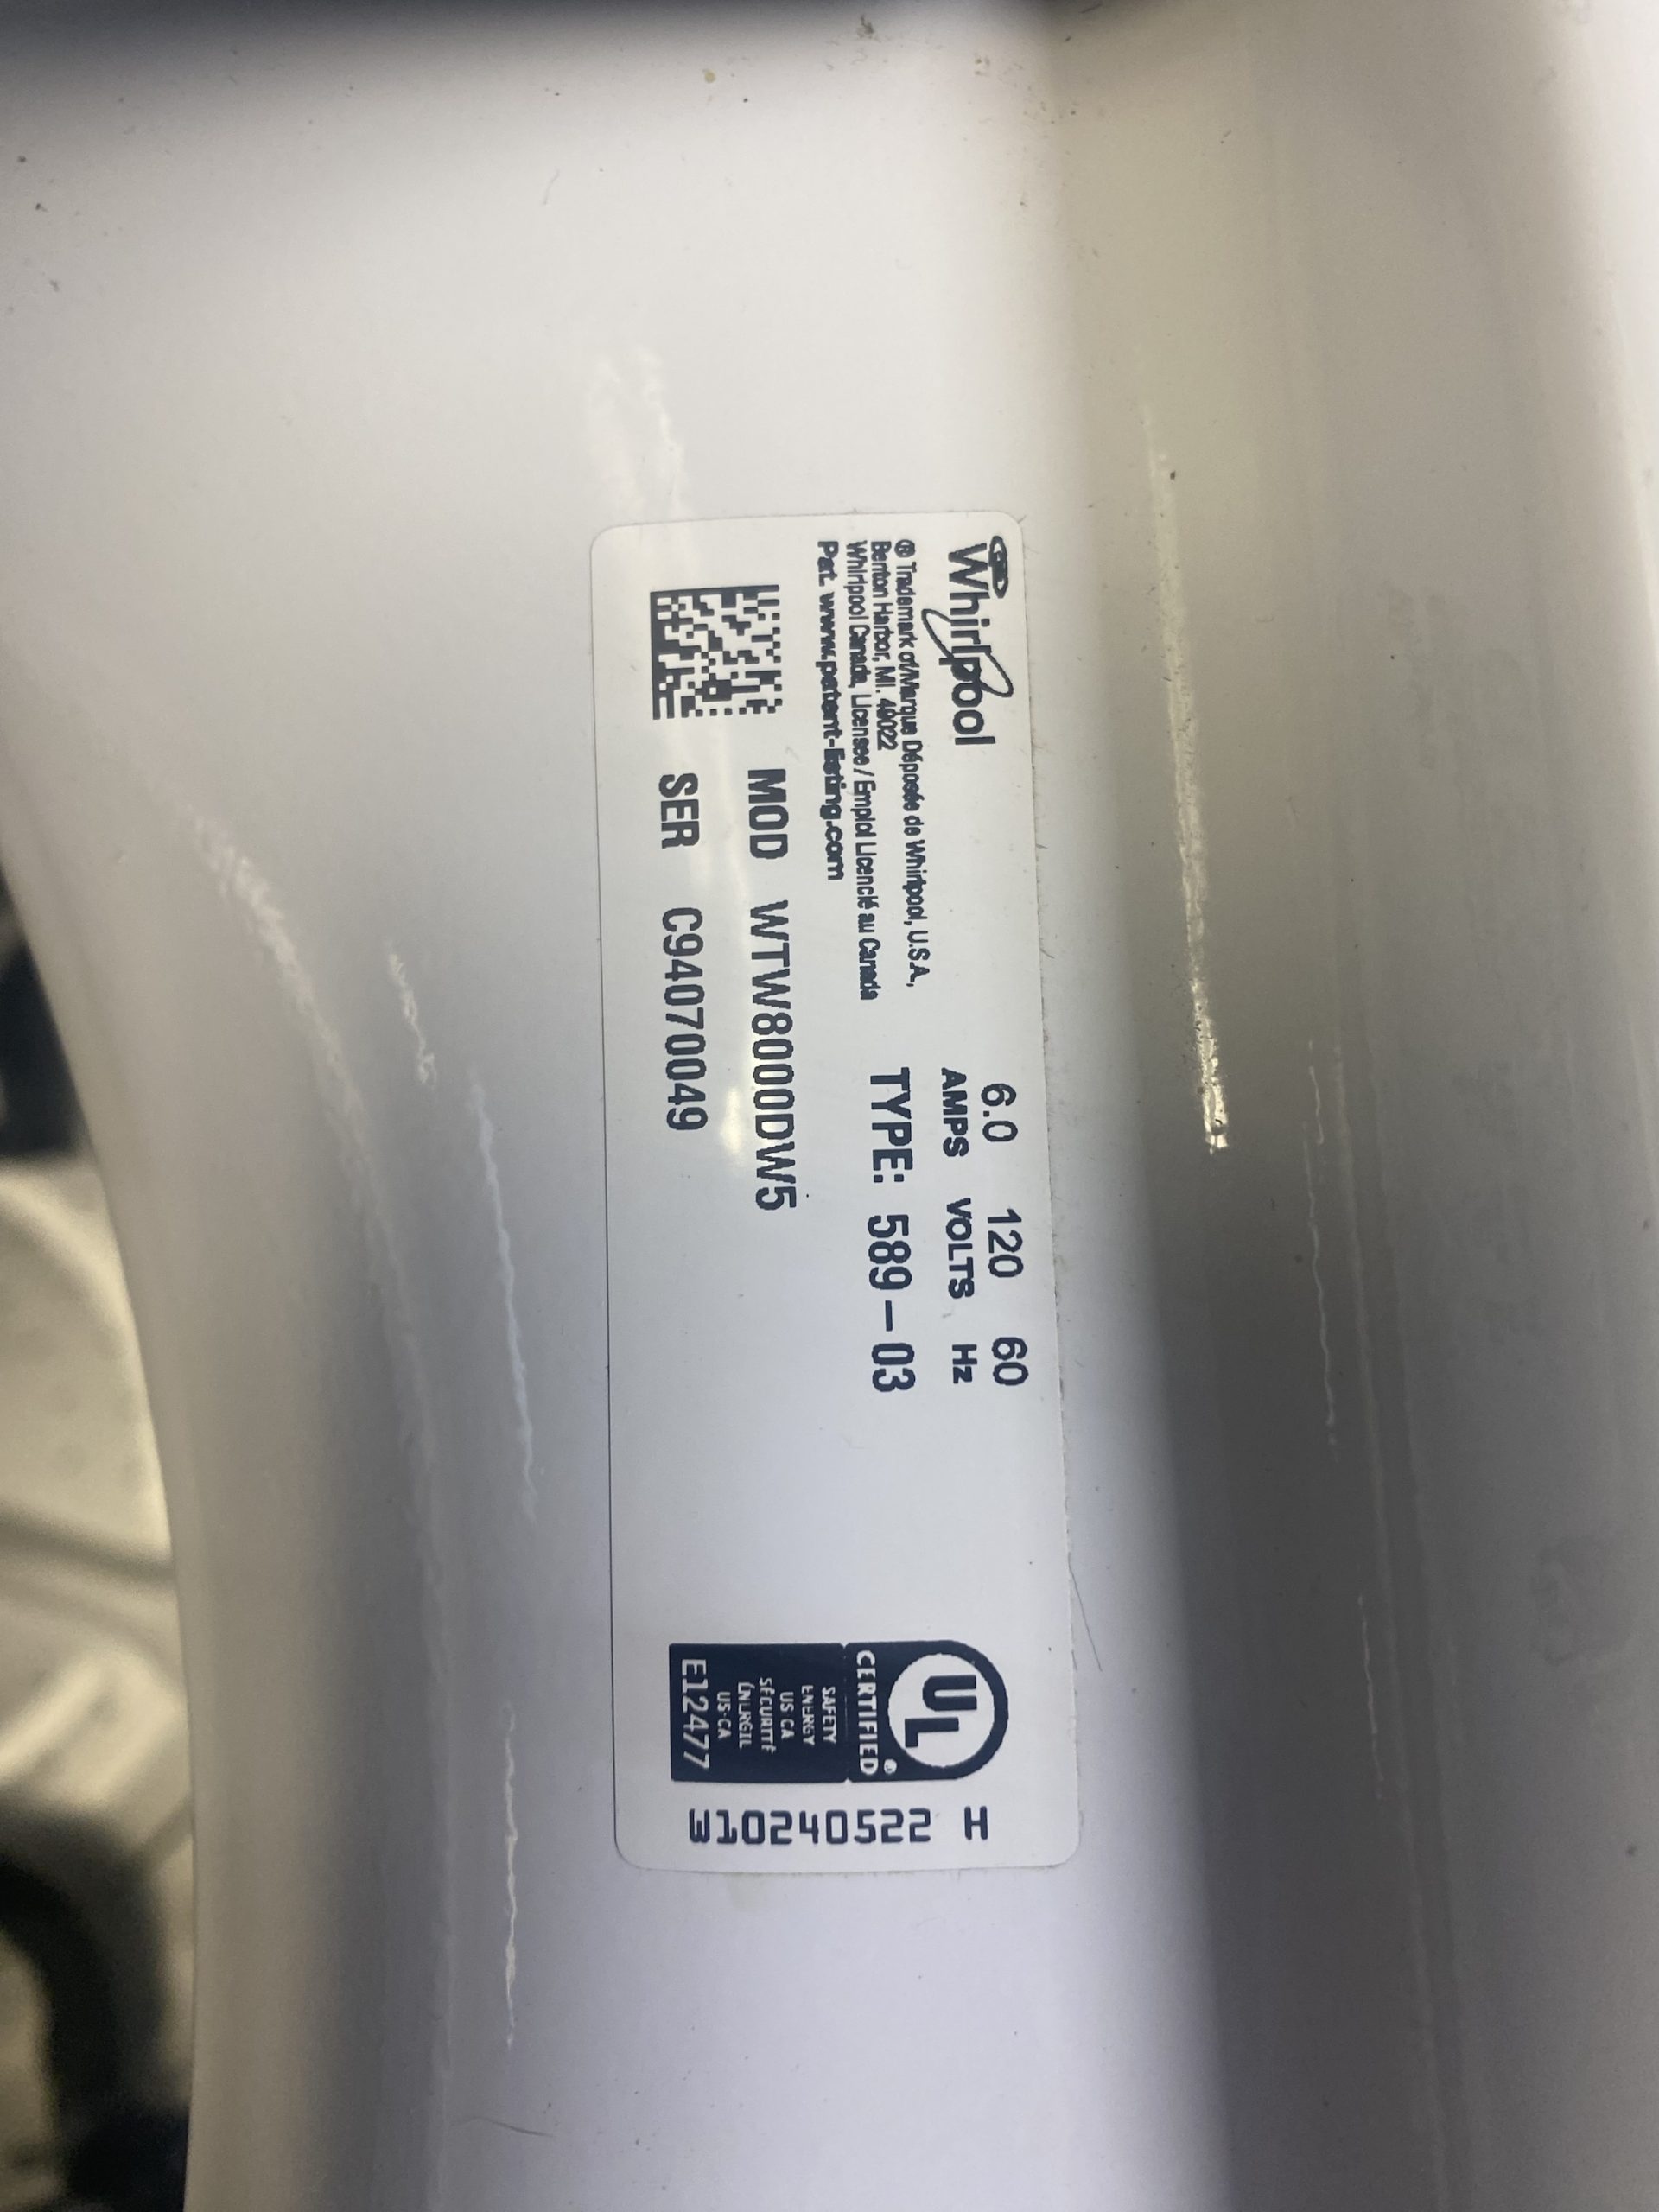 Whirlpool
® Trademark of/Marque Déposée de Whirlpool, U.S.A.,
Benton Harbor, MI. 49022
Whirlpool Canada, Licensee / Emploi Licencié au Canada
Pat. www.patent-listing.com
6.0 120 60
AMPS VOLTS Hz
TYPE: 589-03
MOD WTW8000DW5
SER C94070049
UL
CERTIFIED
SAFETY
ENERGY
US CA
SÉCURITÉ
ÉNERGIE
US-CA
E12477
W10240522 H